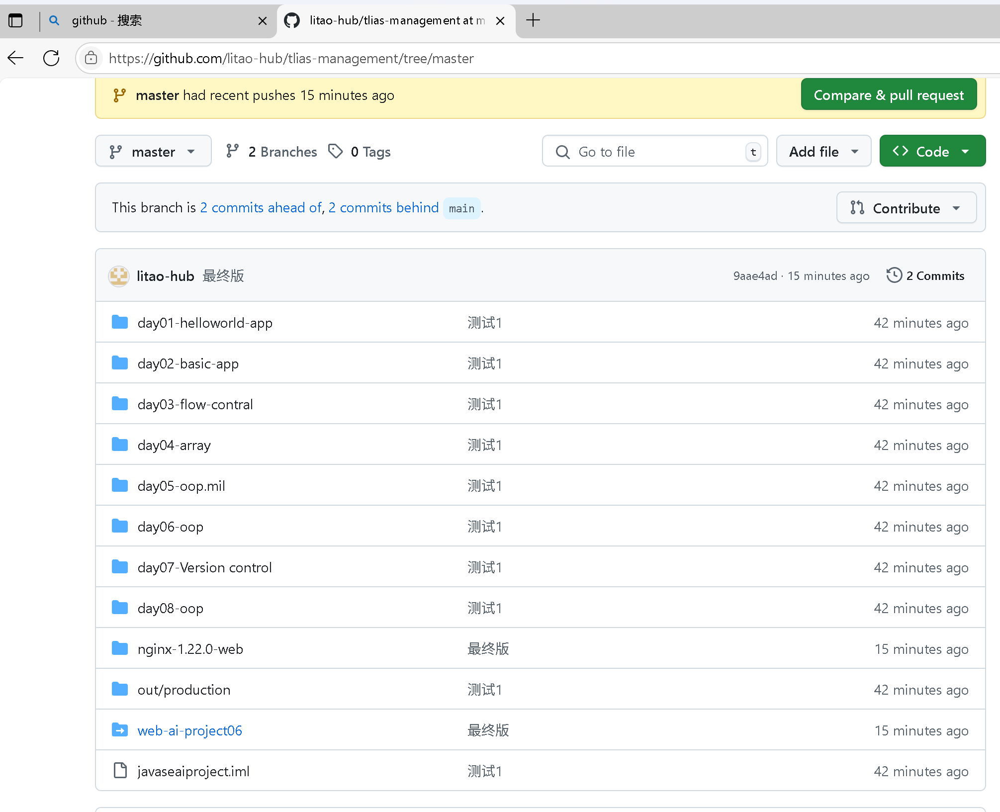 github - 搜索
litao-hub/tlias-management at m
https://github.com/litao-hub/tlias-management/tree/master
master had recent pushes 15 minutes ago
Compare & pull request
master
2 Branches
0 Tags
Go to file
t
Add file
Code
This branch is 2 commits ahead of, 2 commits behind main.
Contribute
litao-hub 最终版
9aae4ad · 15 minutes ago
2 Commits
day01-helloworld-app 测试1 42 minutes ago
day02-basic-app 测试1 42 minutes ago
day03-flow-contral 测试1 42 minutes ago
day04-array 测试1 42 minutes ago
day05-oop.mil 测试1 42 minutes ago
day06-oop 测试1 42 minutes ago
day07-Version control 测试1 42 minutes ago
day08-oop 测试1 42 minutes ago
nginx-1.22.0-web 最终版 15 minutes ago
out/production 测试1 42 minutes ago
web-ai-project06 最终版 15 minutes ago
javaseaiproject.iml 测试1 42 minutes ago